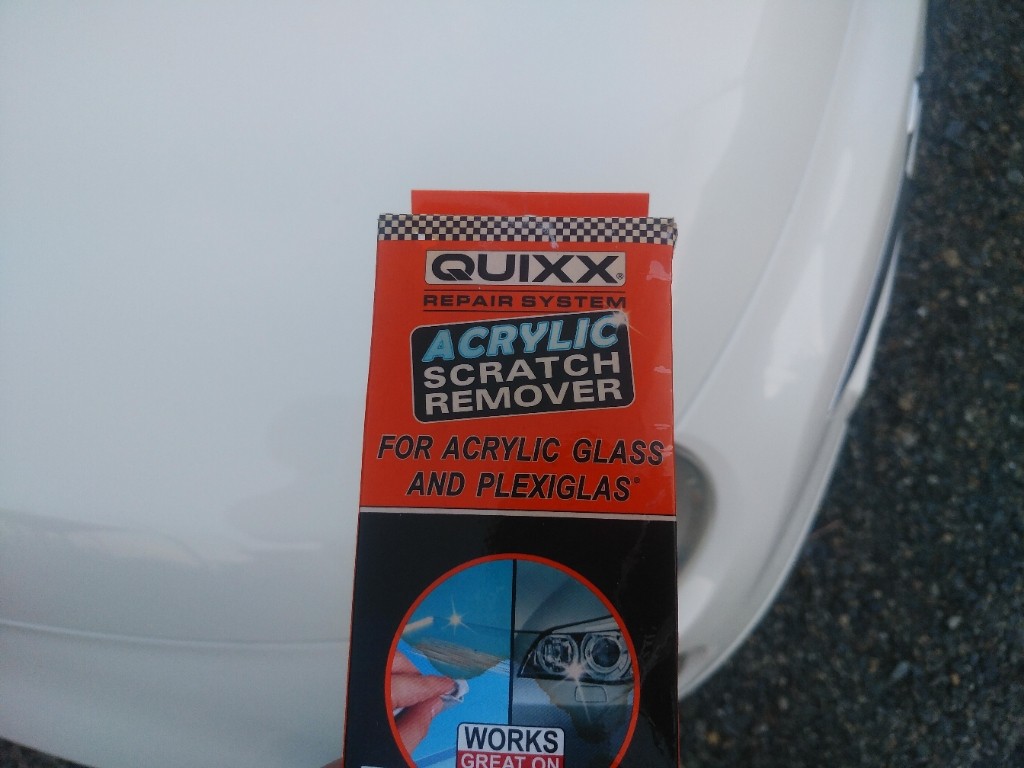 QUIXX®
REPAIR SYSTEM
ACRYLIC
SCRATCH
REMOVER
FOR ACRYLIC GLASS
AND PLEXIGLAS®
WORKS
GREAT ON